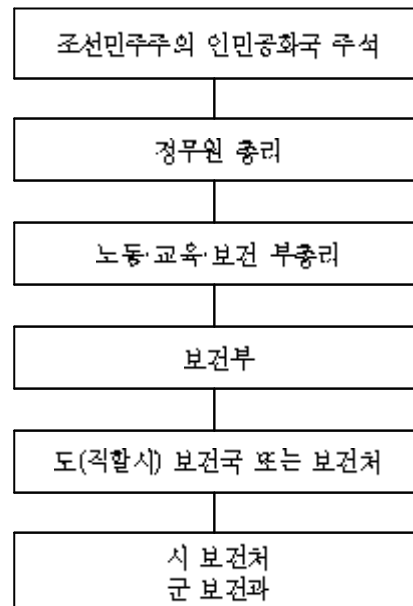 조선민주주의 인민공화국 주석
정무원 총리
노동·교육·보건 부총리
보건부
도(직할시) 보건국 또는 보건처
시 보건처
군 보건과